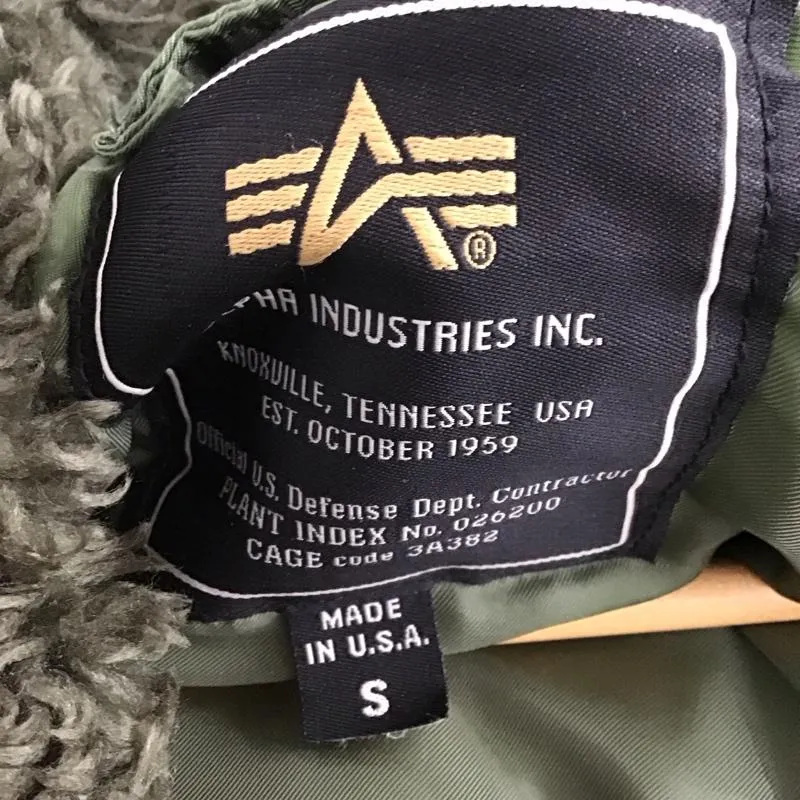 ®
PHA INDUSTRIES INC.
KNOXVILLE, TENNESSEE USA
EST. OCTOBER 1959
Official U.S. Defense Dept. Contractor
PLANT INDEX No. 026200
CAGE code 3A382
MADE
IN U.S.A.
S